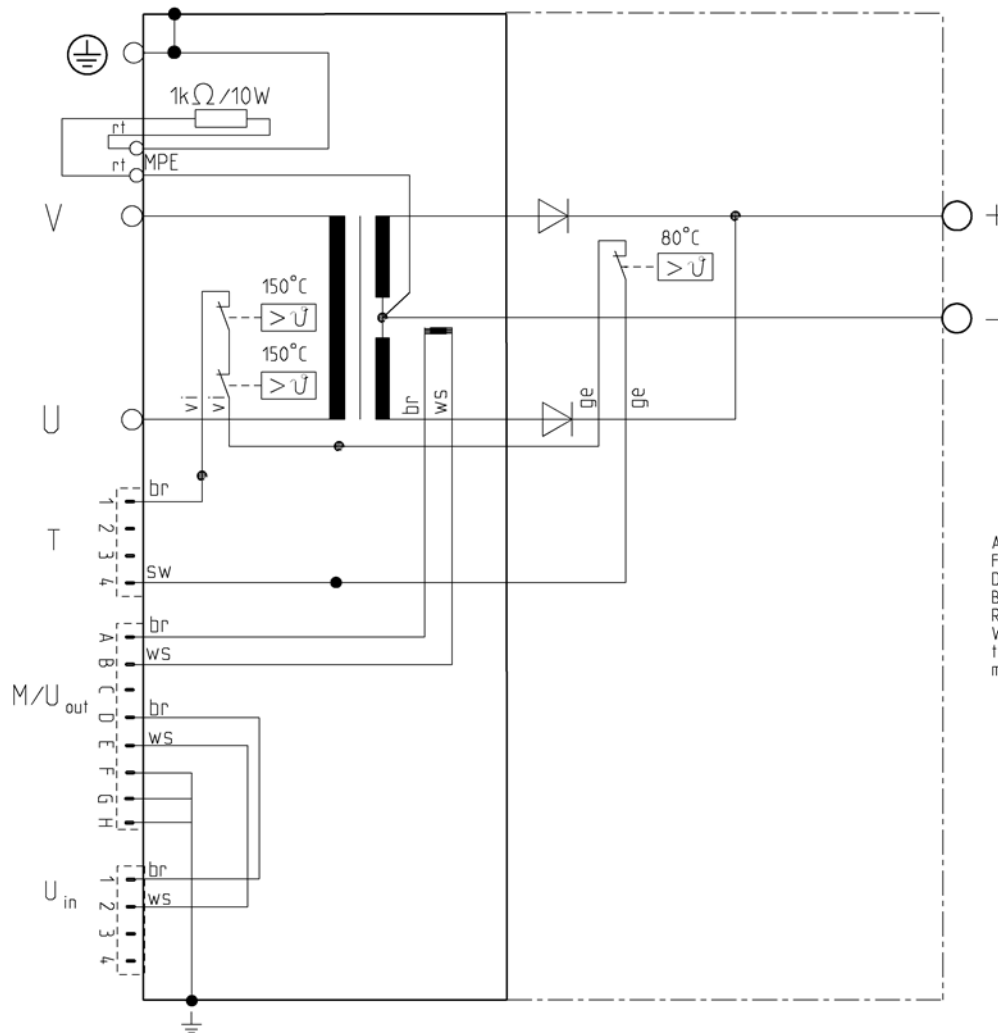 1kΩ/10W
rt
rt MPE
V
+
80°C
>ϑ
150°C
>ϑ
−
150°C
>ϑ
vi
vi
br
ws
ge
ge
U
T
1 br
2
3
4 sw
M/U out
A br
B ws
C
D br
E ws
F
G
H
U in
1 br
2 ws
3
4
A
F
D
B
R
V
t
m